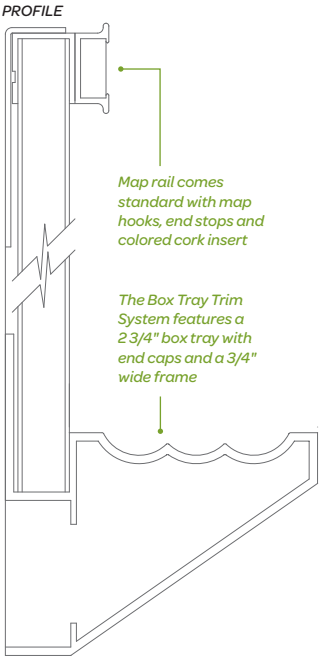 PROFILE
Map rail comes
standard with map
hooks, end stops and
colored cork insert
The Box Tray Trim
System features a
2 3/4" box tray with
end caps and a 3/4"
wide frame